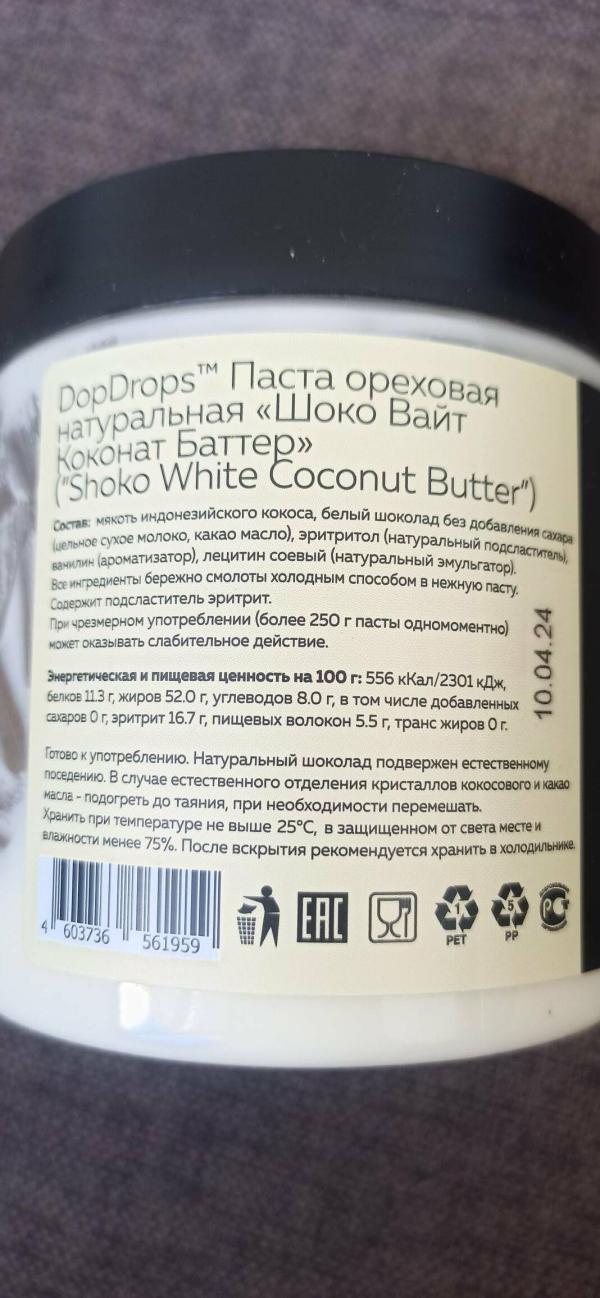 DopDrops™ Паста ореховая
натуральная «Шоко Вайт
Коконат Баттер»
("Shoko White Coconut Butter")
Состав: мякоть индонезийского кокоса, белый шоколад без добавления сахара
(цельное сухое молоко, какао масло), эритритол (натуральный подсластитель),
ванилин (ароматизатор), лецитин соевый (натуральный эмульгатор).
Все ингредиенты бережно смолоты холодным способом в нежную пасту.
Содержит подсластитель эритрит.
При чрезмерном употреблении (более 250 г пасты одномоментно)
может оказывать слабительное действие.
10.04.24
Энергетическая и пищевая ценность на 100 г: 556 кКал/2301 кДж,
белков 11.3 г, жиров 52.0 г, углеводов 8.0 г, в том числе добавленных
сахаров 0 г, эритрит 16.7 г, пищевых волокон 5.5 г, транс жиров 0 г.
Готово к употреблению. Натуральный шоколад подвержен естественному
поседению. В случае естественного отделения кристаллов кокосового и какао
масла - подогреть до таяния, при необходимости перемешать.
Хранить при температуре не выше 25°C, в защищенном от света месте и
влажности менее 75%. После вскрытия рекомендуется хранить в холодильнике.
4 603736 561959
EAC
1
PET
5
PP
РСТ